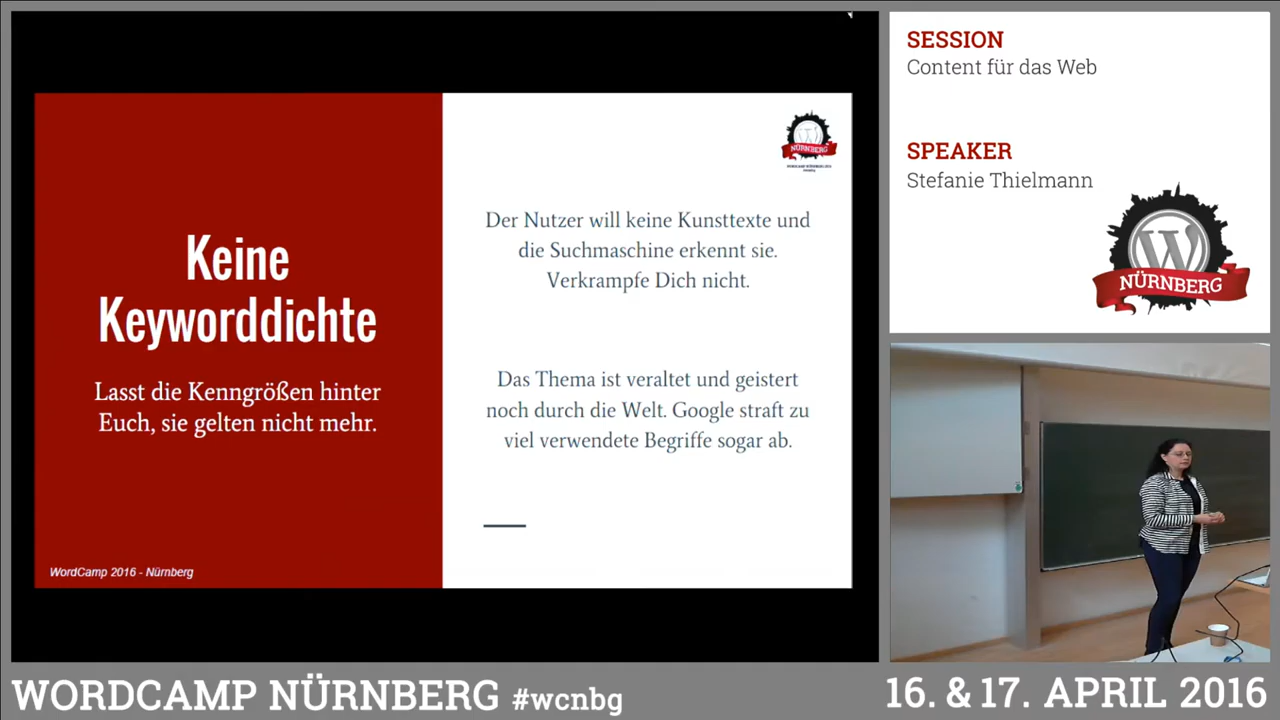 Keine
Keyworddichte
Lasst die Kenngrößen hinter
Euch, sie gelten nicht mehr.
WordCamp 2016 - Nürnberg
NÜRNBERG
Der Nutzer will keine Kunsttexte und
die Suchmaschine erkennt sie.
Verkrampfe Dich nicht.
Das Thema ist veraltet und geistert
noch durch die Welt. Google straft zu
viel verwendete Begriffe sogar ab.
SESSION
Content für das Web
SPEAKER
Stefanie Thielmann
W
NÜRNBERG
WORDCAMP NÜRNBERG #wcnbg
16. & 17. APRIL 2016